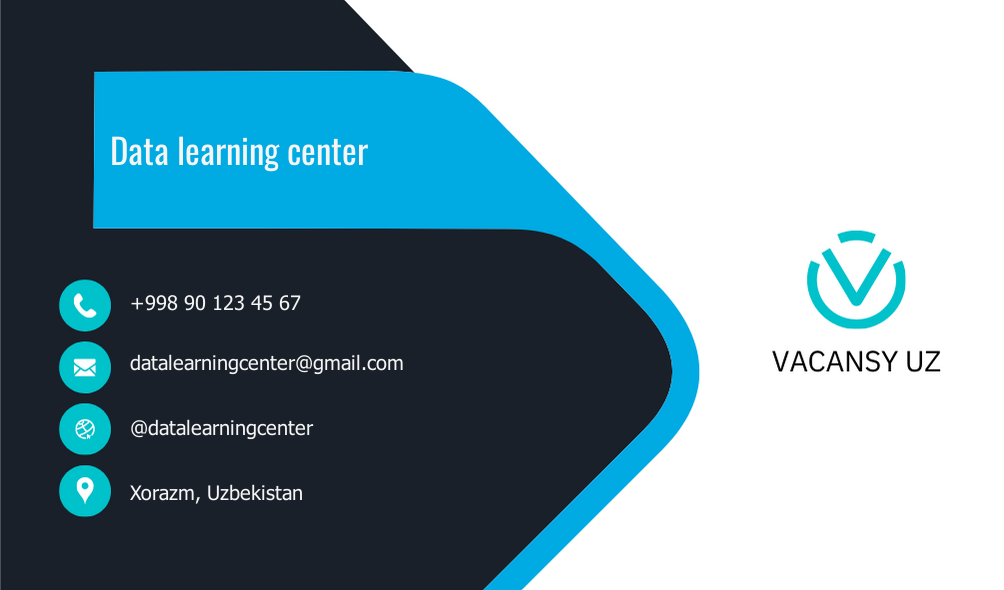 Data learning center
+998 90 123 45 67
datalearningcenter@gmail.com
@datalearningcenter
Xorazm, Uzbekistan
VACANSY UZ